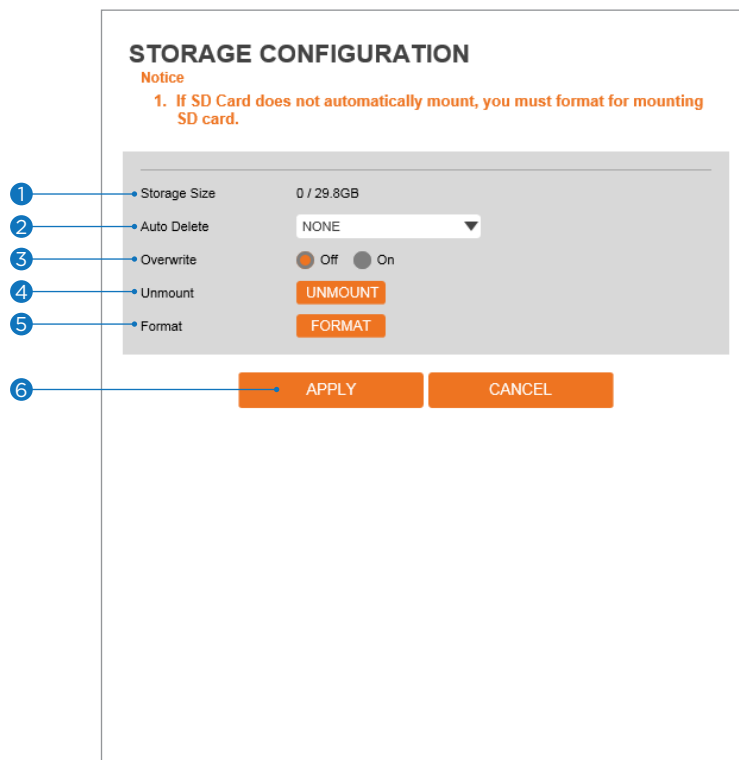 STORAGE CONFIGURATION
Notice
1. If SD Card does not automatically mount, you must format for mounting
SD card.
1 Storage Size 0 / 29.8GB
2 Auto Delete NONE
3 Overwrite Off On
4 Unmount UNMOUNT
5 Format FORMAT
6 APPLY CANCEL